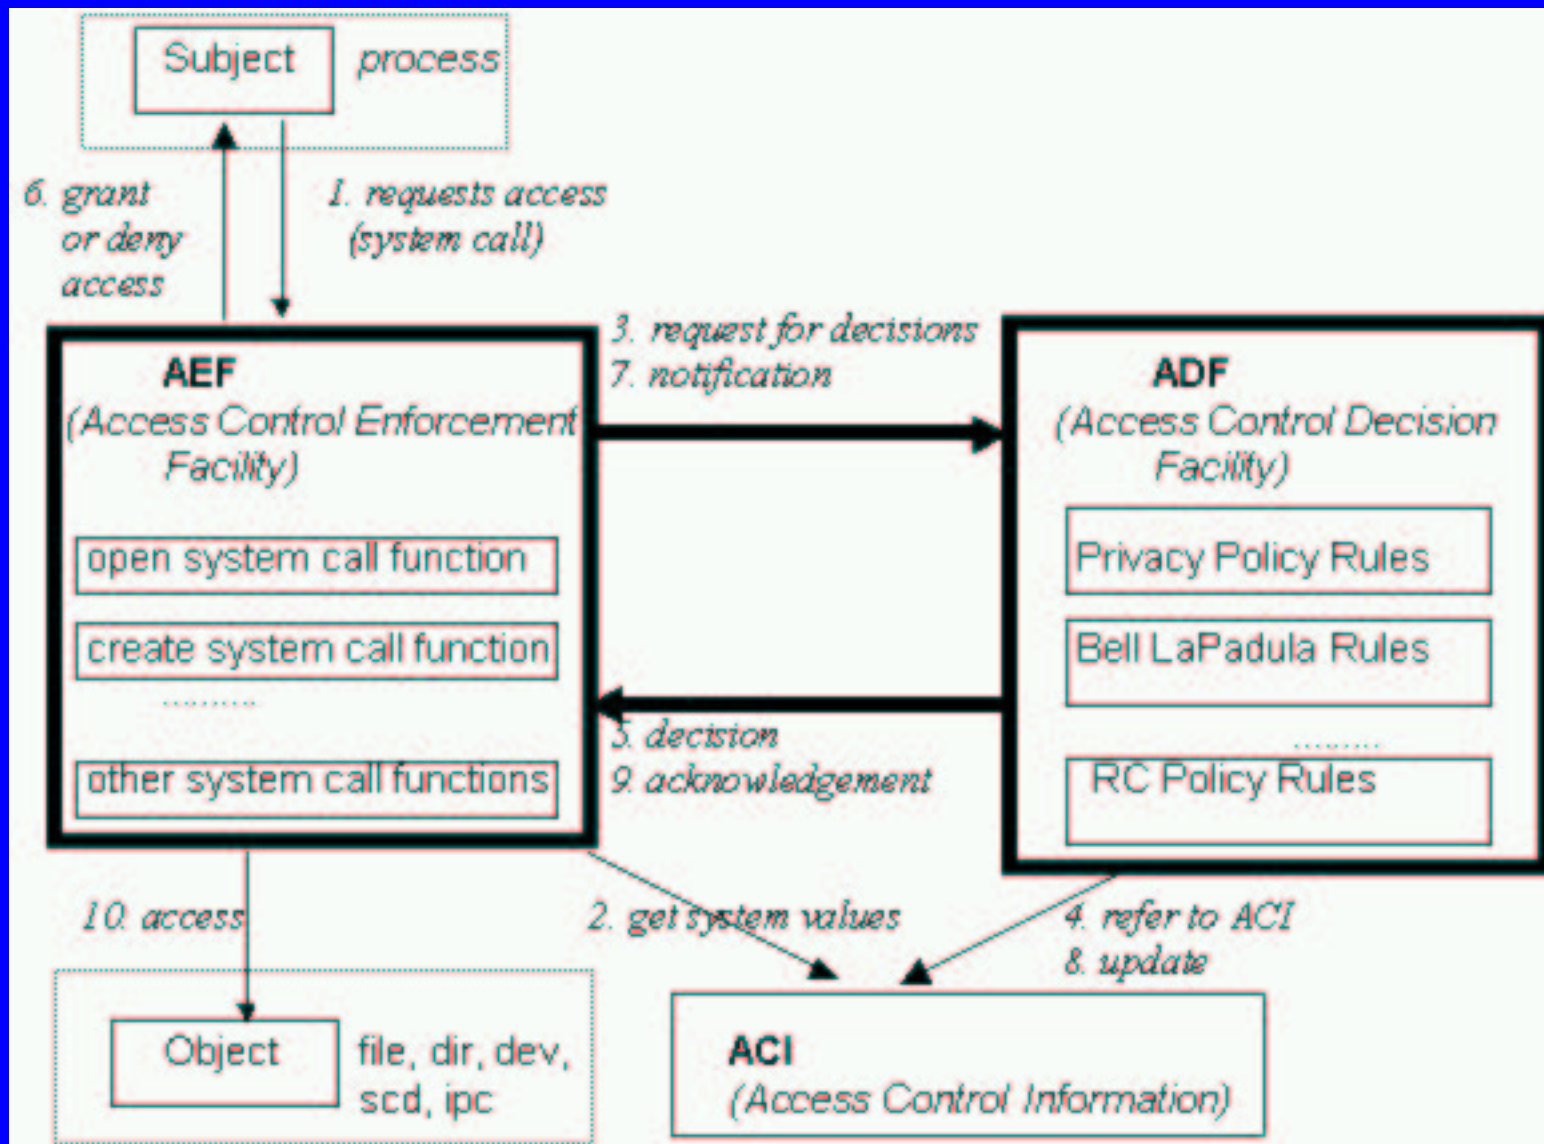 Subject
process
6. grant
or deny
access
1. requests access
(system call)
AEF
(Access Control Enforcement
Facility)
open system call function
create system call function
..........
other system call functions
3. request for decisions
7. notification
ADF
(Access Control Decision
Facility)
Privacy Policy Rules
Bell LaPadula Rules
.........
RC Policy Rules
5. decision
9. acknowledgement
10. access
2. get system values
4. refer to ACI
8. update
Object
file, dir, dev,
scd, ipc
ACI
(Access Control Information)